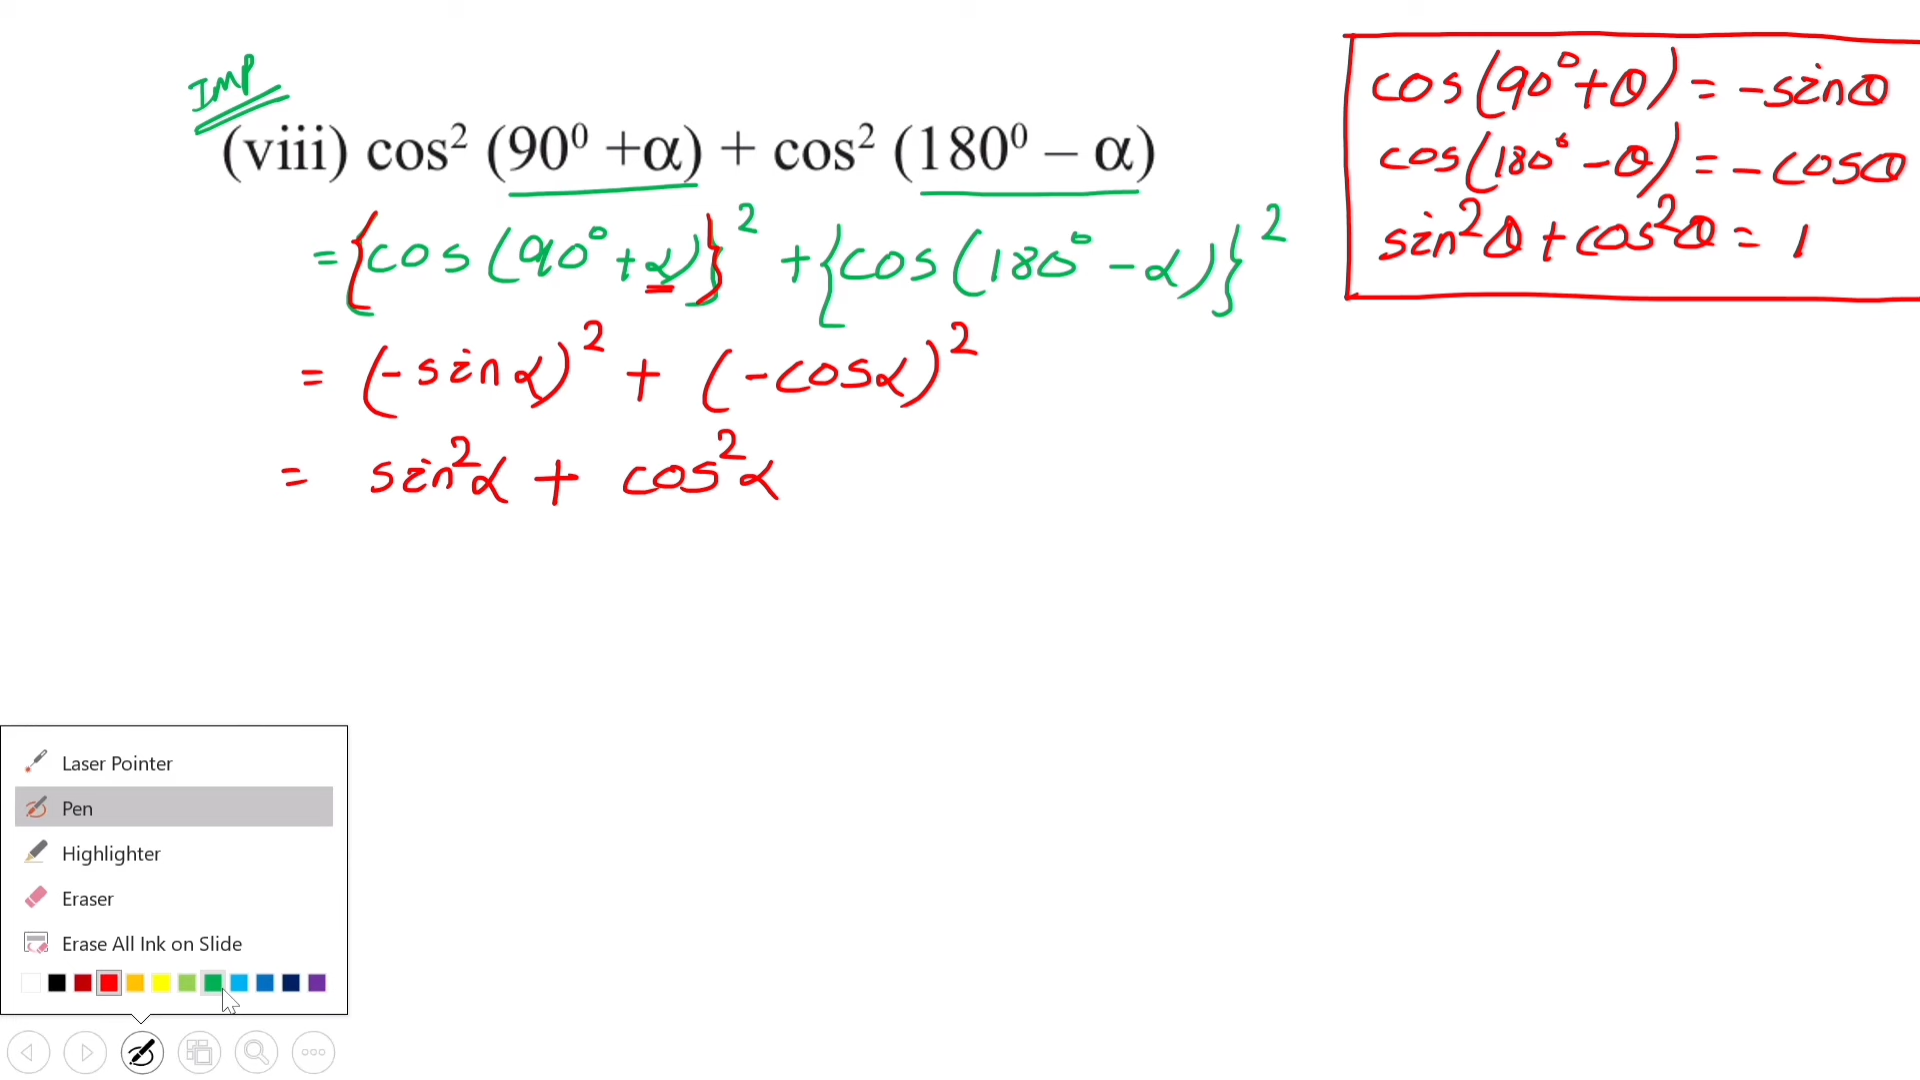 IMP
(viii) cos² (90⁰ +α) + cos² (180⁰ – α)
= {cos(90° + α)}² + {cos(180° - α)}²
= (-sin α)² + (-cosα)²
= sin²α + cos²α
cos(90° + θ) = -sinθ
cos(180° - θ) = -cosθ
sin²θ + cos²θ = 1
Laser Pointer
Pen
Highlighter
Eraser
Erase All Ink on Slide